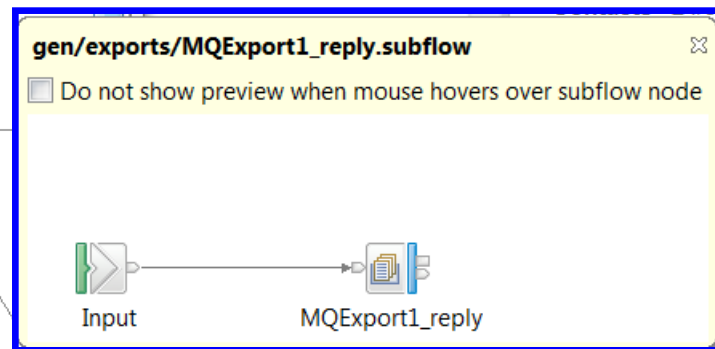 gen/exports/MQExport1_reply.subflow
Do not show preview when mouse hovers over subflow node
Input
MQExport1_reply